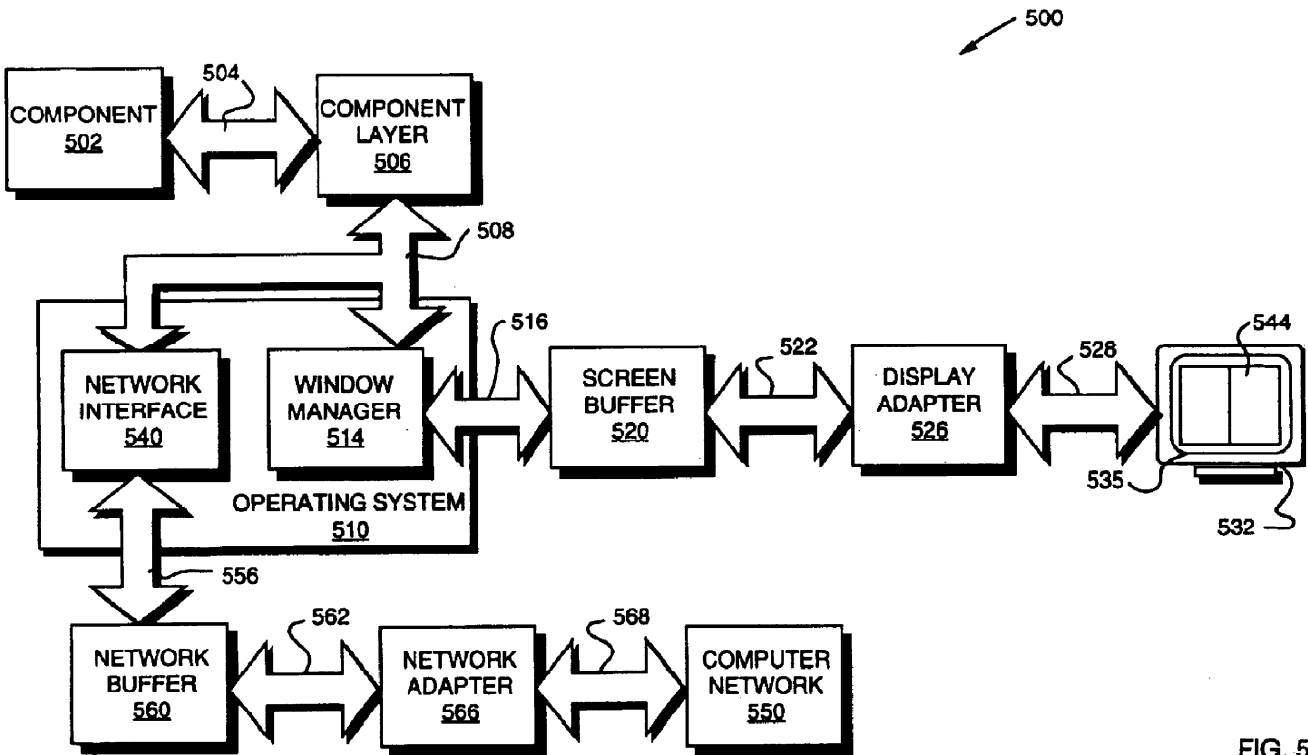 500
504
COMPONENT
502
COMPONENT
LAYER
506
508
516
522
528
544
NETWORK
INTERFACE
540
WINDOW
MANAGER
514
SCREEN
BUFFER
520
DISPLAY
ADAPTER
526
535
532
OPERATING SYSTEM
510
556
562
568
NETWORK
BUFFER
560
NETWORK
ADAPTER
566
COMPUTER
NETWORK
550
FIG. 5